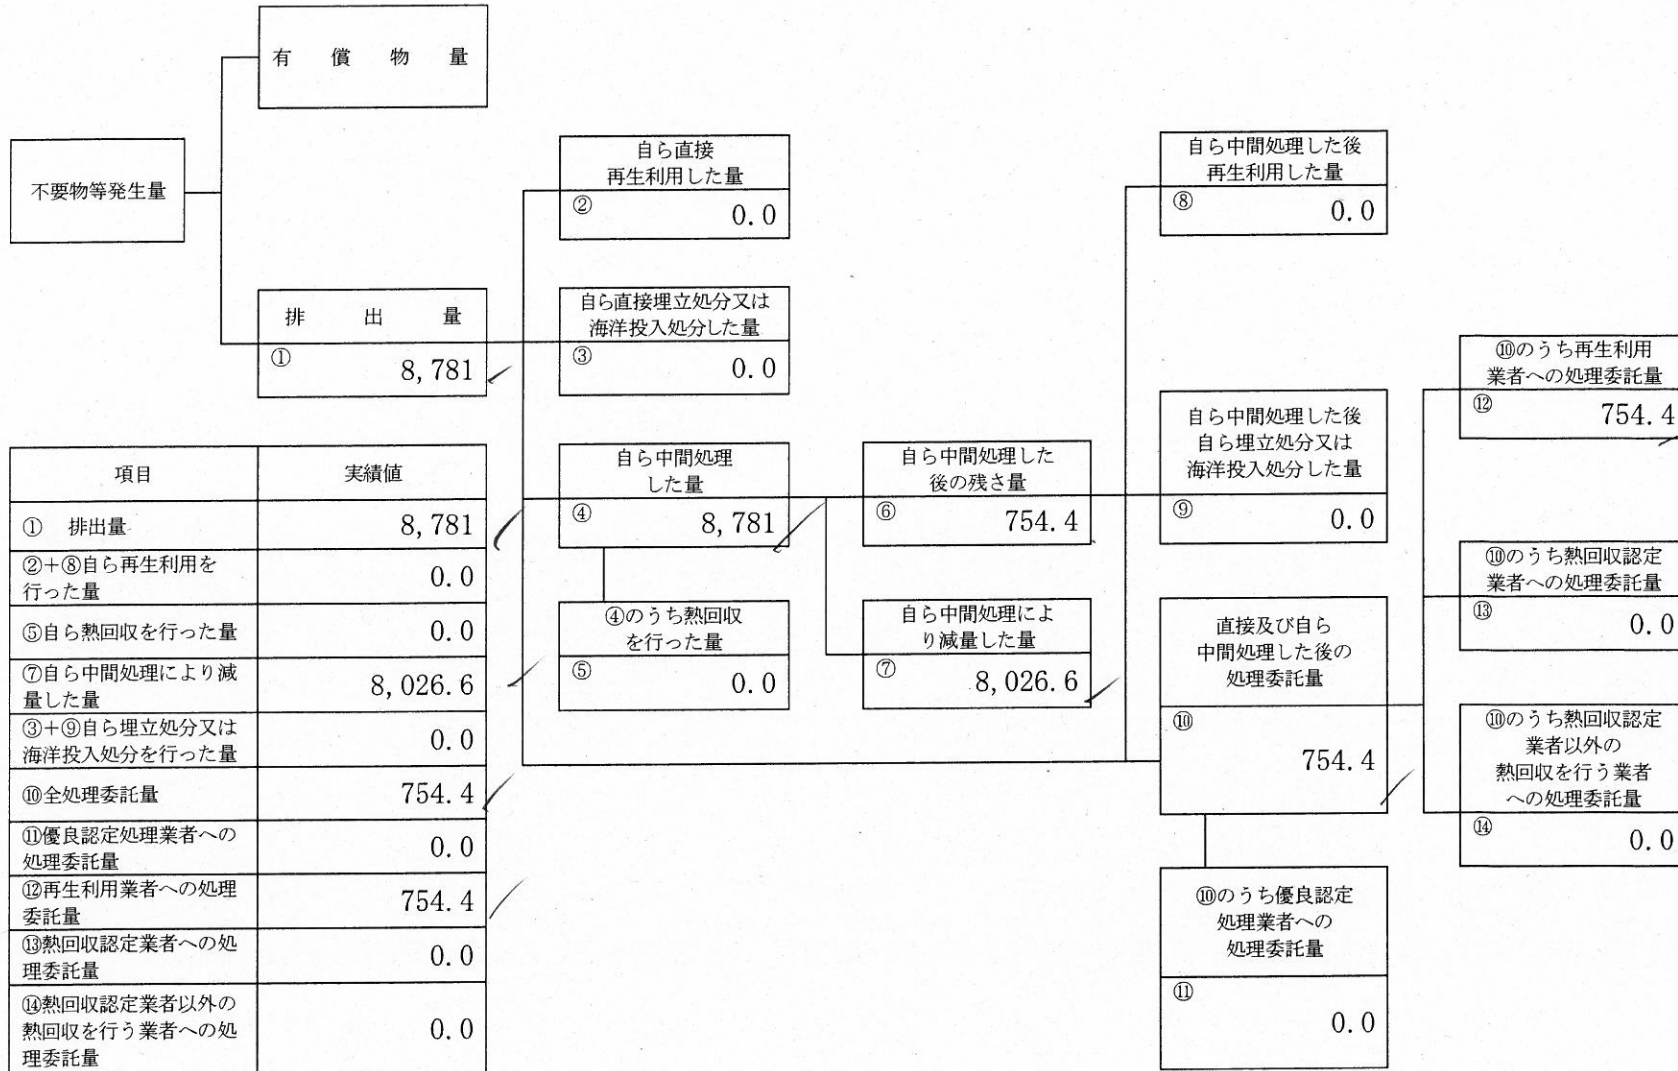 有 償 物 量
不要物等発生量
排 出 量
① 8,781
自ら直接
再生利用した量
② 0.0
自ら直接埋立処分又は
海洋投入処分した量
③ 0.0
自ら中間処理
した量
④ 8,781
④のうち熱回収
を行った量
⑤ 0.0
自ら中間処理した
後の残さ量
⑥ 754.4
自ら中間処理によ
り減量した量
⑦ 8,026.6
自ら中間処理した後
再生利用した量
⑧ 0.0
自ら中間処理した後
自ら埋立処分又は
海洋投入処分した量
⑨ 0.0
直接及び自ら
中間処理した後の
処理委託量
⑩
754.4
⑩のうち優良認定
処理業者への
処理委託量
⑪
0.0
⑩のうち再生利用
業者への処理委託量
⑫ 754.4
⑩のうち熱回収認定
業者への処理委託量
⑬ 0.0
⑩のうち熱回収認定
業者以外の
熱回収を行う業者
への処理委託量
⑭ 0.0
項目 実績値
① 排出量 8,781
②+⑧自ら再生利用を
行った量 0.0
⑤自ら熱回収を行った量 0.0
⑦自ら中間処理により減
量した量 8,026.6
③+⑨自ら埋立処分又は
海洋投入処分を行った量 0.0
⑩全処理委託量 754.4
⑪優良認定処理業者への
処理委託量 0.0
⑫再生利用業者への処理
委託量 754.4
⑬熱回収認定業者への処
理委託量 0.0
⑭熱回収認定業者以外の
熱回収を行う業者への処
理委託量 0.0